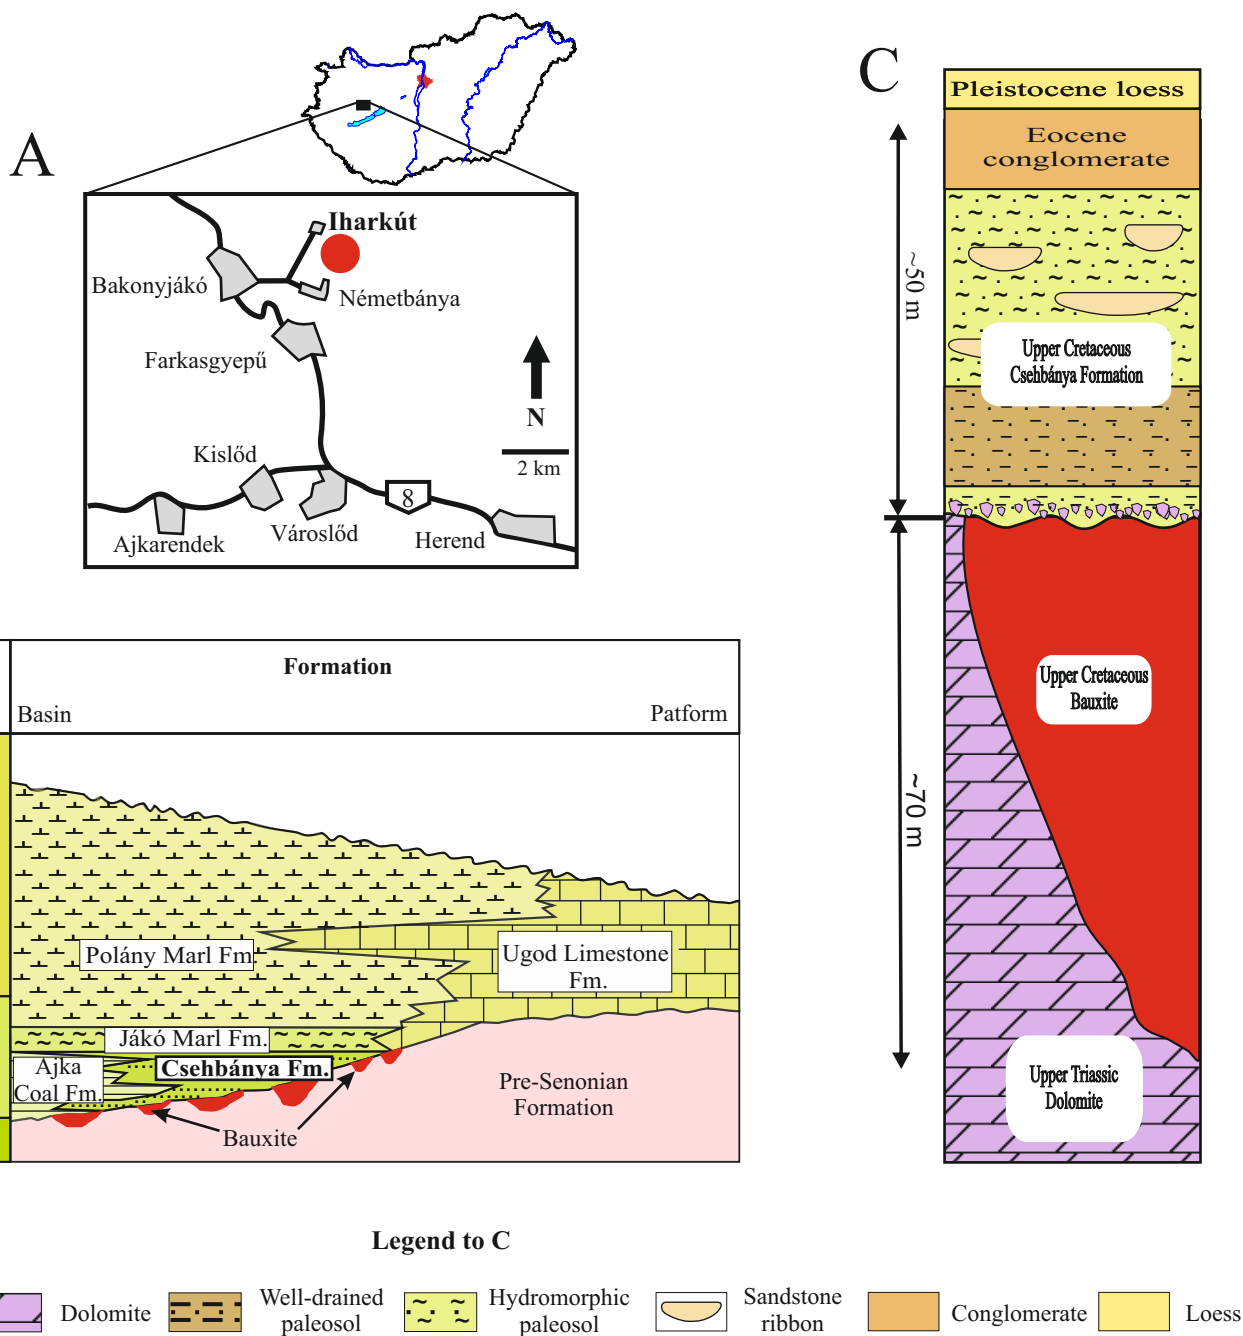 A
Iharkút
Bakonyjákó
Németbánya
Farkasgyepű
N
2 km
Kislőd
8
Ajkarendek
Városlőd
Herend
Formation
Basin
Patform
Polány Marl Fm
Ugod Limestone
Fm.
Jákó Marl Fm.
Ajka
Coal Fm.
Csehbánya Fm.
Pre-Senonian
Formation
Bauxite
C
Pleistocene loess
Eocene
conglomerate
~50 m
Upper Cretaceous
Csehbánya Formation
Upper Cretaceous
Bauxite
~70 m
Upper Triassic
Dolomite
Legend to C
Dolomite
Well-drained
paleosol
Hydromorphic
paleosol
Sandstone
ribbon
Conglomerate
Loess